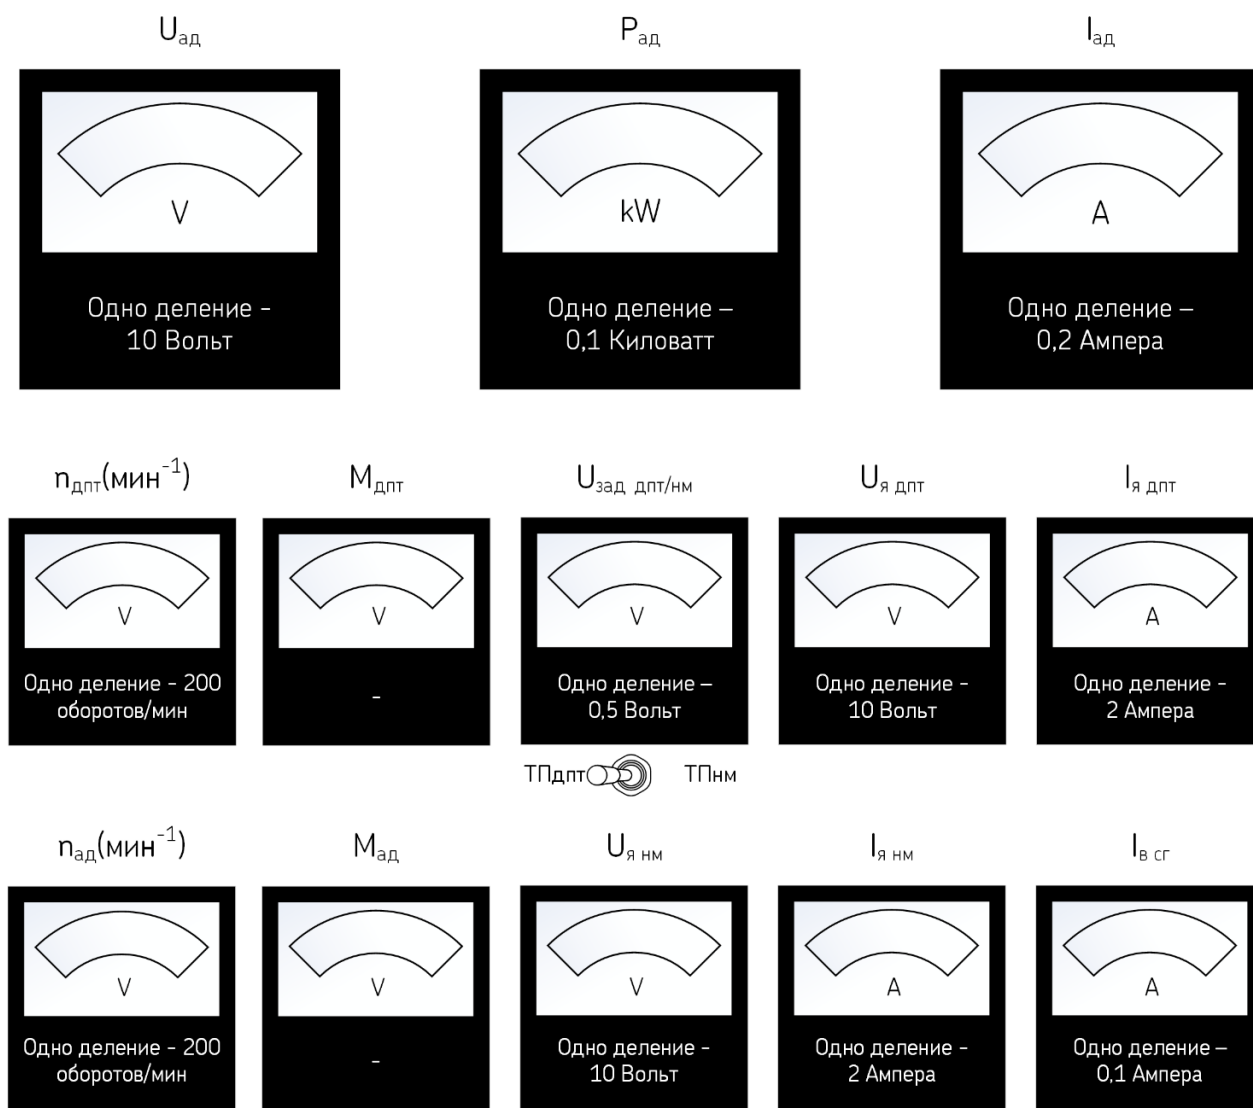 Uад Pад Iад
V kW A
Одно деление - Одно деление – Одно деление –
10 Вольт 0,1 Киловатт 0,2 Ампера
nдпт(мин-1) Mдпт Uзад дпт/нм Uя дпт Iя дпт
V V V V A
Одно деление - 200 - Одно деление – Одно деление - Одно деление -
оборотов/мин 0,5 Вольт 10 Вольт 2 Ампера
ТПдпт ТПнм
nад(мин-1) Mад Uя нм Iя нм Iв сг
V V V A A
Одно деление - 200 - Одно деление - Одно деление - Одно деление –
оборотов/мин 10 Вольт 2 Ампера 0,1 Ампера